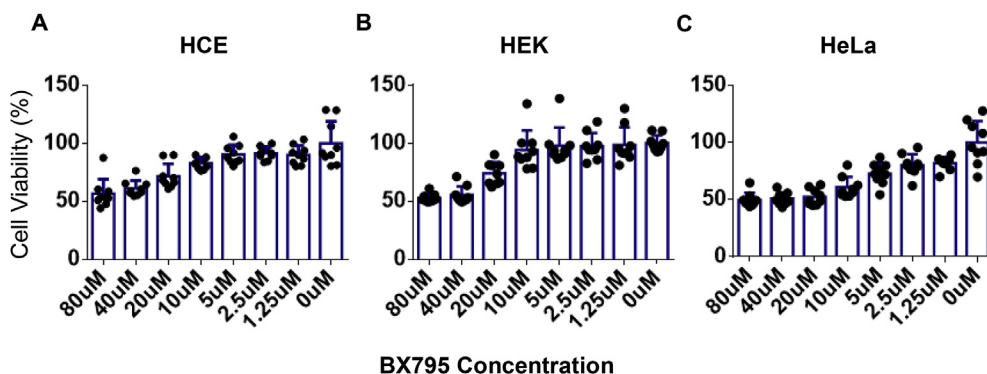 A
HCE
Cell Viability (%)
150
100
50
0
80uM
40uM
20uM
10uM
5uM
2.5uM
1.25uM
0uM
B
HEK
150
100
50
0
80uM
40uM
20uM
10uM
5uM
2.5uM
1.25uM
0uM
C
HeLa
150
100
50
0
80uM
40uM
20uM
10uM
5uM
2.5uM
1.25uM
0uM
BX795 Concentration